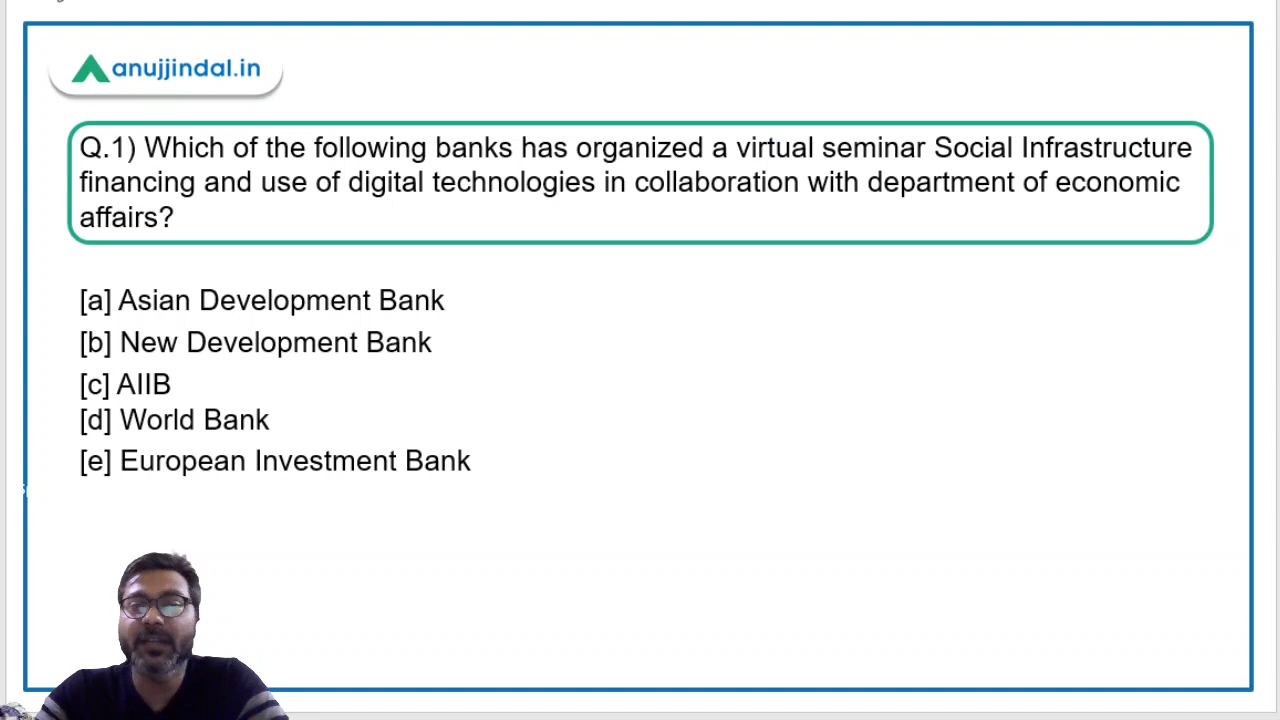 anujjindal.in
Q.1) Which of the following banks has organized a virtual seminar Social Infrastructure
financing and use of digital technologies in collaboration with department of economic
affairs?
[a] Asian Development Bank
[b] New Development Bank
[c] AIIB
[d] World Bank
[e] European Investment Bank